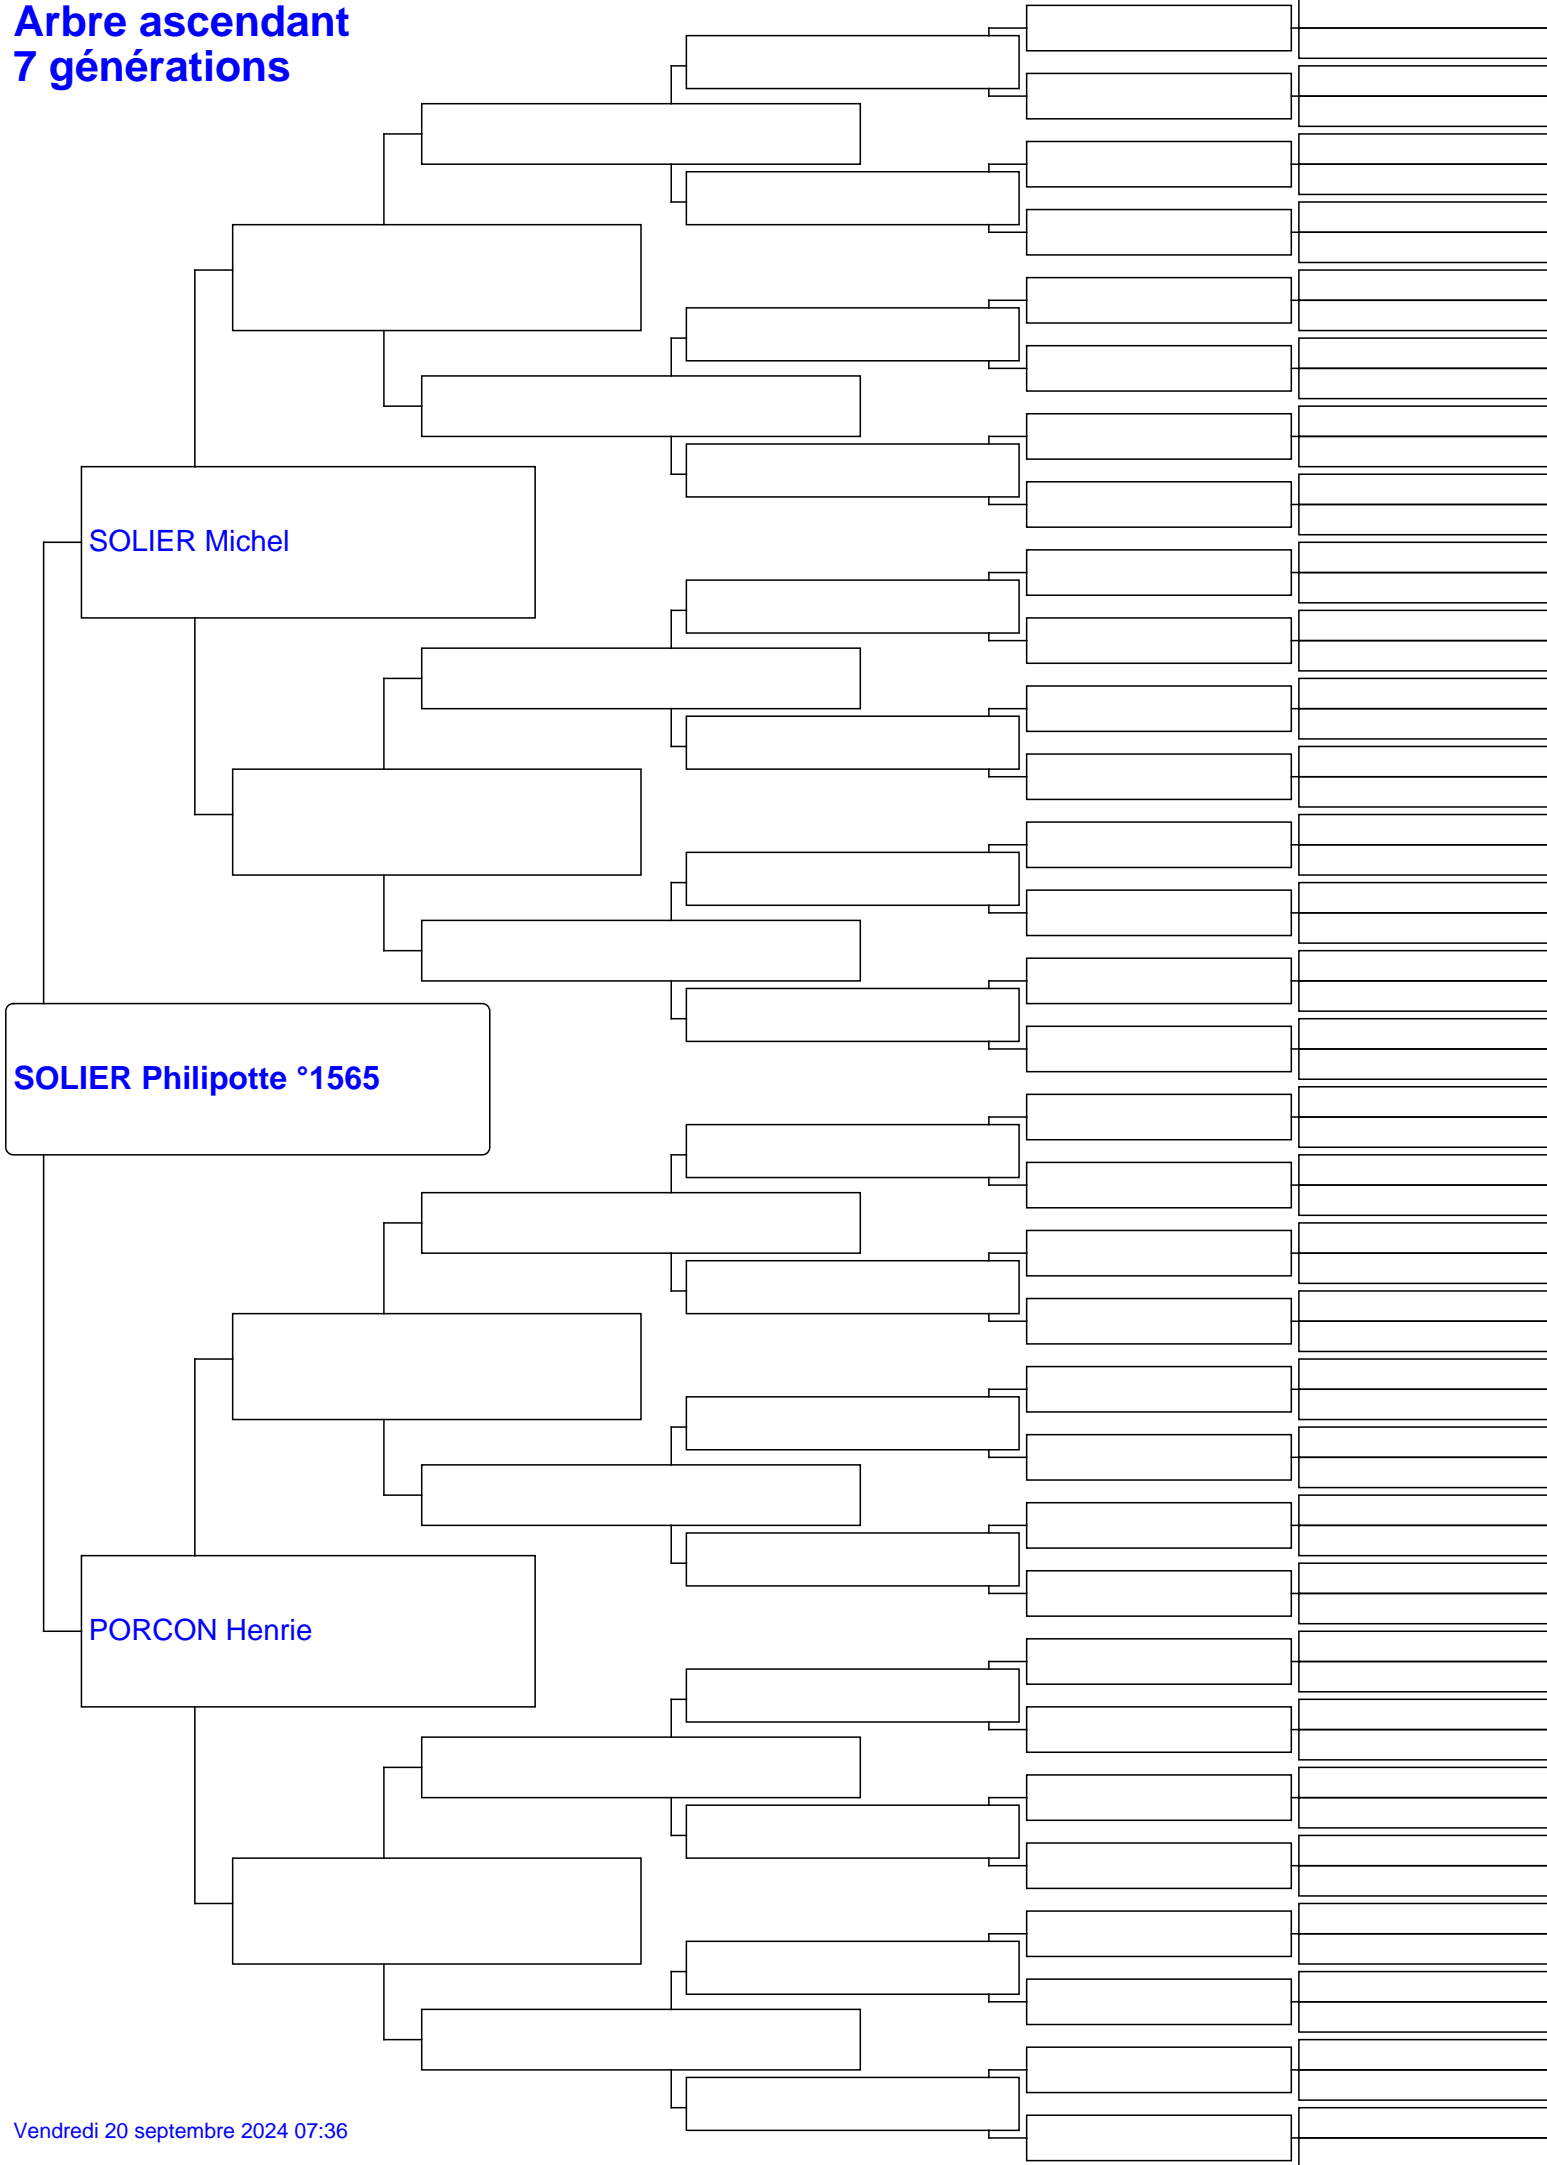 Arbre ascendant
7 générations
SOLIER Michel
SOLIER Philipotte °1565
PORCON Henrie
Vendredi 20 septembre 2024 07:36